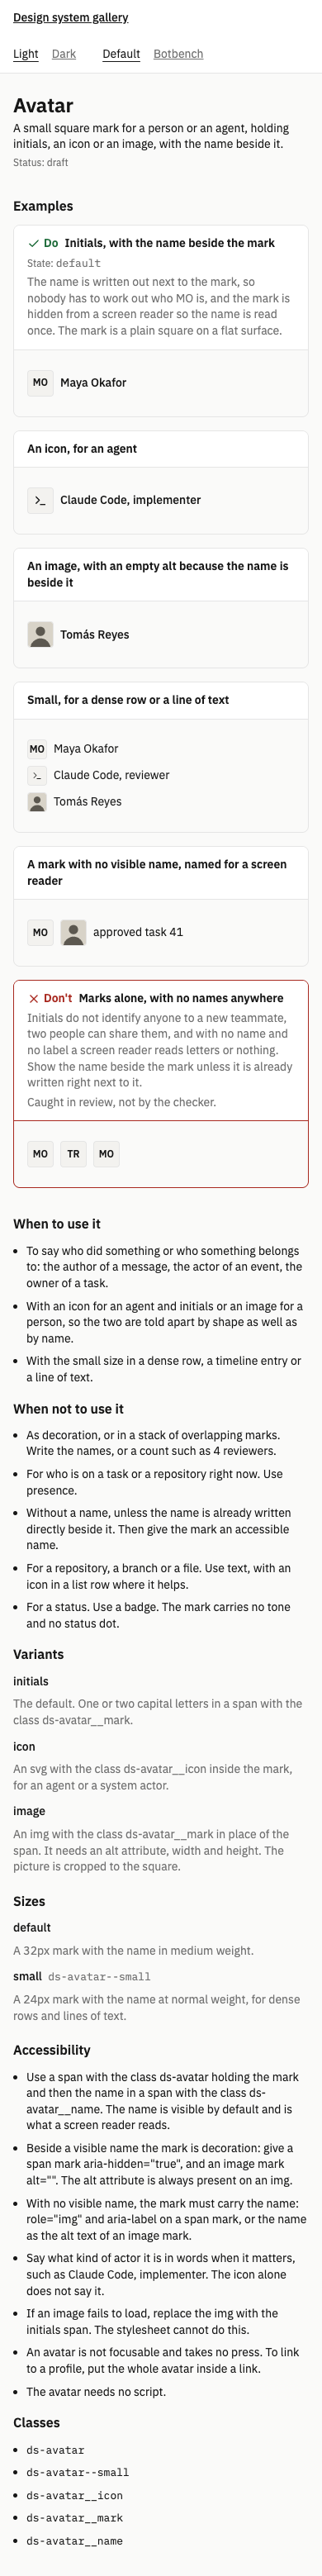 Design system gallery
Light Dark Default Botbench
Avatar
A small square mark for a person or an agent, holding
initials, an icon or an image, with the name beside it.
Status: draft
Examples
Do Initials, with the name beside the mark
State: default
The name is written out next to the mark, so
nobody has to work out who MO is, and the mark is
hidden from a screen reader so the name is read
once. The mark is a plain square on a flat surface.
MO Maya Okafor
An icon, for an agent
>_ Claude Code, implementer
An image, with an empty alt because the name is
beside it
Tomás Reyes
Small, for a dense row or a line of text
MO Maya Okafor
>_ Claude Code, reviewer
Tomás Reyes
A mark with no visible name, named for a screen
reader
MO approved task 41
Don't Marks alone, with no names anywhere
Initials do not identify anyone to a new teammate,
two people can share them, and with no name and
no label a screen reader reads letters or nothing.
Show the name beside the mark unless it is already
written right next to it.
Caught in review, not by the checker.
MO TR MO
When to use it
• To say who did something or who something belongs
to: the author of a message, the actor of an event, the
owner of a task.
• With an icon for an agent and initials or an image for a
person, so the two are told apart by shape as well as
by name.
• With the small size in a dense row, a timeline entry or
a line of text.
When not to use it
• As decoration, or in a stack of overlapping marks.
Write the names, or a count such as 4 reviewers.
• For who is on a task or a repository right now. Use
presence.
• Without a name, unless the name is already written
directly beside it. Then give the mark an accessible
name.
• For a repository, a branch or a file. Use text, with an
icon in a list row where it helps.
• For a status. Use a badge. The mark carries no tone
and no status dot.
Variants
initials
The default. One or two capital letters in a span with the
class ds-avatar__mark.
icon
An svg with the class ds-avatar__icon inside the mark,
for an agent or a system actor.
image
An img with the class ds-avatar__mark in place of the
span. It needs an alt attribute, width and height. The
picture is cropped to the square.
Sizes
default
A 32px mark with the name in medium weight.
small ds-avatar--small
A 24px mark with the name at normal weight, for dense
rows and lines of text.
Accessibility
• Use a span with the class ds-avatar holding the mark
and then the name in a span with the class ds-
avatar__name. The name is visible by default and is
what a screen reader reads.
• Beside a visible name the mark is decoration: give a
span mark aria-hidden="true", and an image mark
alt="". The alt attribute is always present on an img.
• With no visible name, the mark must carry the name:
role="img" and aria-label on a span mark, or the name
as the alt text of an image mark.
• Say what kind of actor it is in words when it matters,
such as Claude Code, implementer. The icon alone
does not say it.
• If an image fails to load, replace the img with the
initials span. The stylesheet cannot do this.
• An avatar is not focusable and takes no press. To link
to a profile, put the whole avatar inside a link.
• The avatar needs no script.
Classes
• ds-avatar
• ds-avatar--small
• ds-avatar__icon
• ds-avatar__mark
• ds-avatar__name